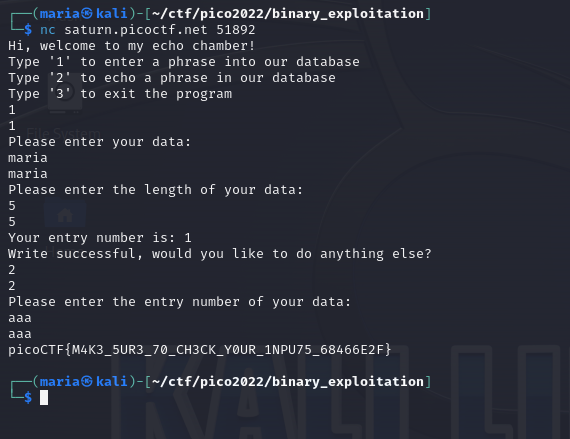 ┌──(maria㉿kali)-[~/ctf/pico2022/binary_exploitation]
└─$ nc saturn.picoctf.net 51892
Hi, welcome to my echo chamber!
Type '1' to enter a phrase into our database
Type '2' to echo a phrase in our database
Type '3' to exit the program
1
1
Please enter your data:
maria
maria
Please enter the length of your data:
5
5
Your entry number is: 1
Write successful, would you like to do anything else?
2
2
Please enter the entry number of your data:
aaa
aaa
picoCTF{M4K3_5UR3_70_CH3CK_Y0UR_1NPU75_68466E2F}
┌──(maria㉿kali)-[~/ctf/pico2022/binary_exploitation]
└─$
File System
KALI LI